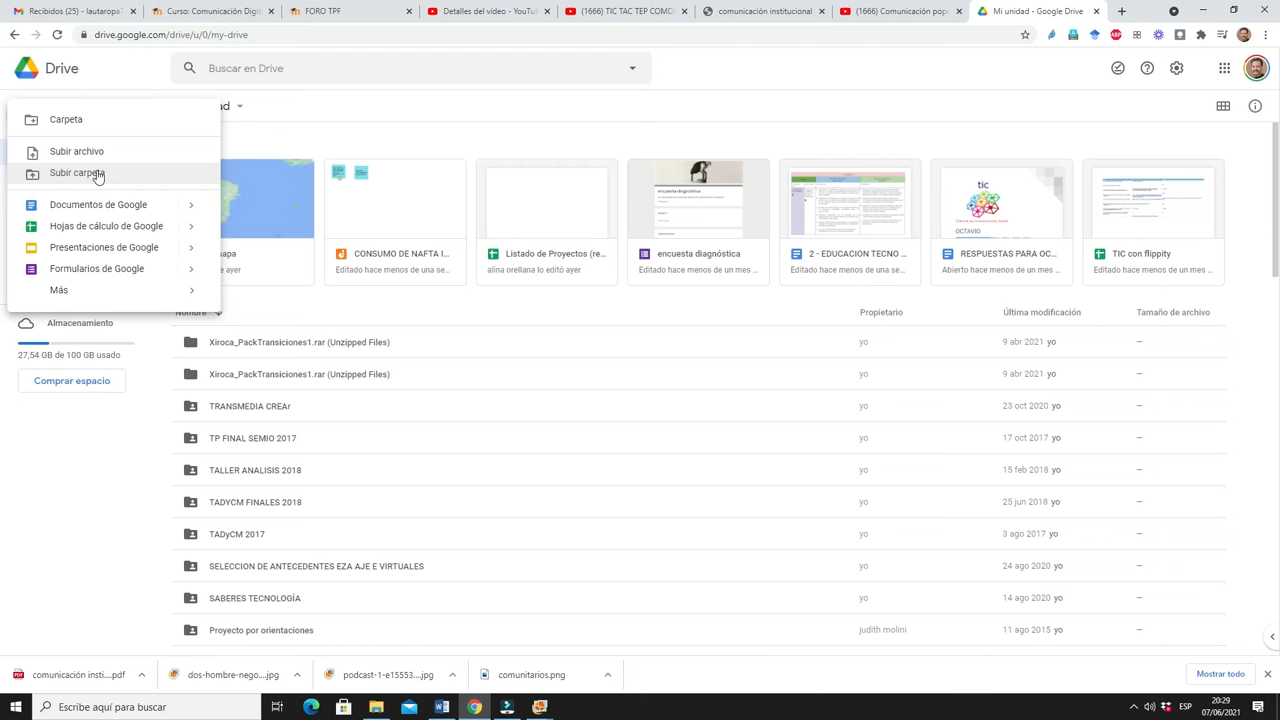 Recibidos (25) - lautanez7
Curso: Comunicación Digit
FORO TPF
Detalles del vídeo - YouTu
(1666) TIC TAC TEP COMD
comunicación institucional
(1666) Comunicación pop
Mi unidad - Google Drive
drive.google.com/drive/u/0/my-drive
ABP
Drive
Buscar en Drive
Carpeta
Subir archivo
Subir carpeta
Documentos de Google
Hojas de cálculo de Google
Presentaciones de Google
Formularios de Google
Más
mapa
ayer
CONSUMO DE NAFTA I...
Editado hace menos de una se...
Listado de Proyectos (re...
alina orellana lo editó ayer
encuesta diagnóstica
encuesta diagnóstica
Editado hace menos de un mes ...
2 - EDUCACION TECNO ...
Editado hace menos de un mes ...
tic
OCTAVIO
RESPUESTAS PARA OC...
Abierto hace menos de un mes ...
TIC con flippity
Editado hace menos de un mes ...
Almacenamiento
27,54 GB de 100 GB usado
Comprar espacio
Nombre
Propietario
Última modificación
Tamaño de archivo
Xiroca_PackTransiciones1.rar (Unzipped Files) yo 9 abr 2021 yo —
Xiroca_PackTransiciones1.rar (Unzipped Files) yo 9 abr 2021 yo —
TRANSMEDIA CREAr yo 23 oct 2020 yo —
TP FINAL SEMIO 2017 yo 17 oct 2017 yo —
TALLER ANALISIS 2018 yo 15 feb 2018 yo —
TADYCM FINALES 2018 yo 25 jun 2018 yo —
TADyCM 2017 yo 3 ago 2017 yo —
SELECCION DE ANTECEDENTES EZA AJE E VIRTUALES yo 24 ago 2020 yo —
SABERES TECNOLOGÍA yo 14 ago 2020 yo —
Proyecto por orientaciones judith molini 11 ago 2015 yo —
comunicación insti....pdf
dos-hombre-nego....jpg
podcast-1-e15553....jpg
comunitarios.png
Mostrar todo
Escribe aquí para buscar
ESP
20:29
07/06/2021